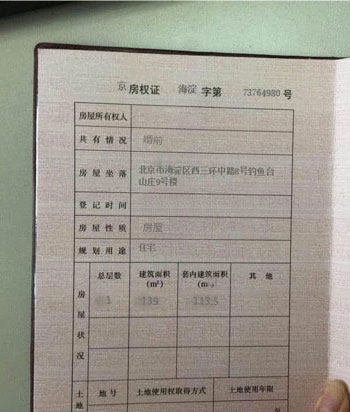 京 房权证 海淀 字第 73764980 号
房屋所有权人
共有情况 婚前
房屋坐落 北京市海淀区西三环中路8号钓鱼台
山庄9号楼
登记时间
房屋性质 房屋
规划用途 住宅
房屋状况 总层数 建筑面积 套内建筑面积 其他
(m²) (m²)
1 139 113.5
土地 地号 土地使用权取得方式 土地使用年限
至